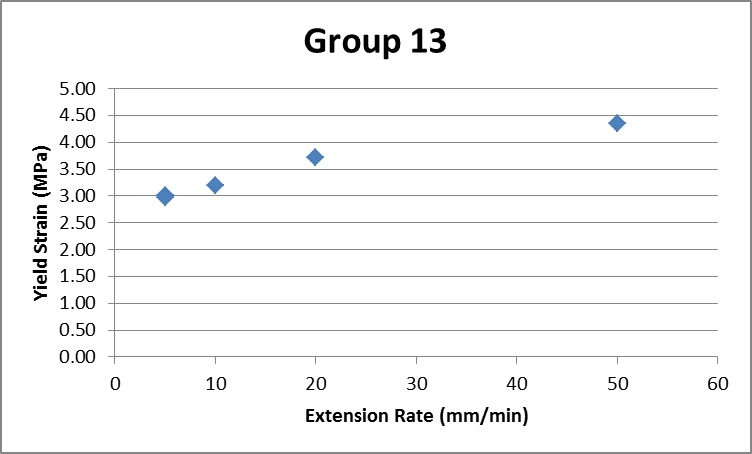 Group 13
5.00
4.50
4.00
3.50
3.00
2.50
2.00
1.50
1.00
0.50
0.00
Yield Strain (MPa)
0 10 20 30 40 50 60
Extension Rate (mm/min)